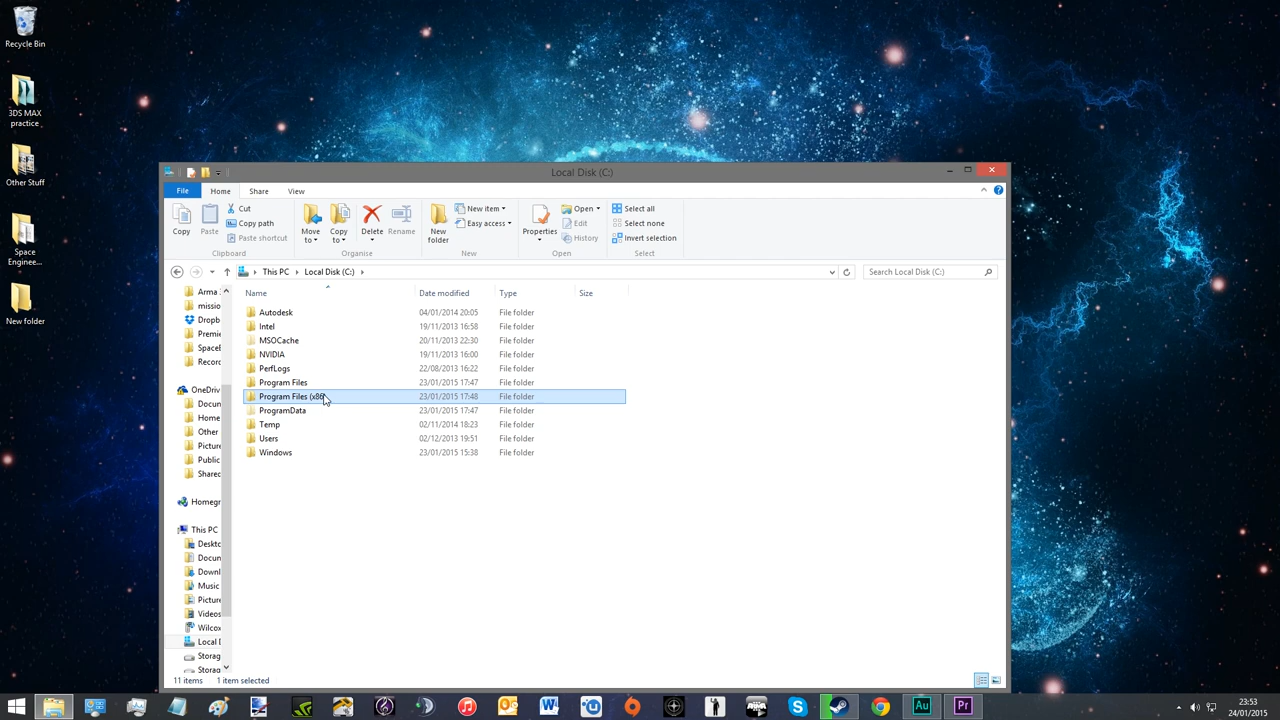 Recycle Bin
3DS MAX
practice
Other Stuff
Space
Enginee...
New folder
Local Disk (C:)
File Home Share View
Copy
Paste
Cut
Copy path
Paste shortcut
Clipboard
Move
to
Copy
to
Delete
Rename
Organise
New
folder
New item
Easy access
New
Properties
Open
Edit
History
Open
Select all
Select none
Invert selection
Select
This PC Local Disk (C:)
Search Local Disk (C:)
Arma
missio
Dropb
Premie
SpaceE
Record
OneDriv
Docun
Home
Other
Picture
Public
Shared
Homegr
This PC
Deskto
Docun
Downl
Music
Picture
Videos
Wilcox
Local D
Storag
Storag
Name Date modified Type Size
Autodesk 04/01/2014 20:05 File folder
Intel 19/11/2013 16:58 File folder
MSOCache 20/11/2013 22:30 File folder
NVIDIA 19/11/2013 16:00 File folder
PerfLogs 22/08/2013 16:22 File folder
Program Files 23/01/2015 17:47 File folder
Program Files (x86) 23/01/2015 17:48 File folder
ProgramData 23/01/2015 17:47 File folder
Temp 02/11/2014 18:23 File folder
Users 02/12/2013 19:51 File folder
Windows 23/01/2015 15:38 File folder
11 items 1 item selected
Au
Pr
23:53
24/01/2015